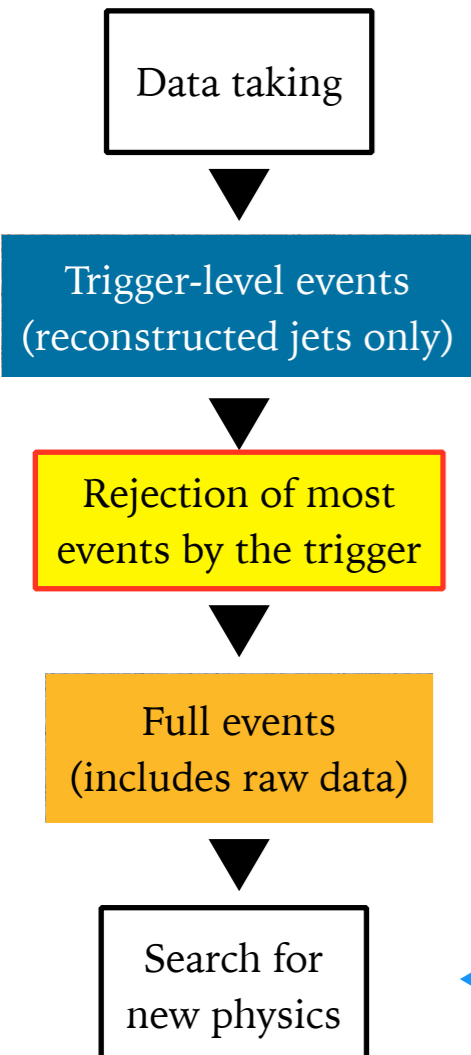 Data taking
Trigger-level events
(reconstructed jets only)
Rejection of most
events by the trigger
Full events
(includes raw data)
Search for
new physics